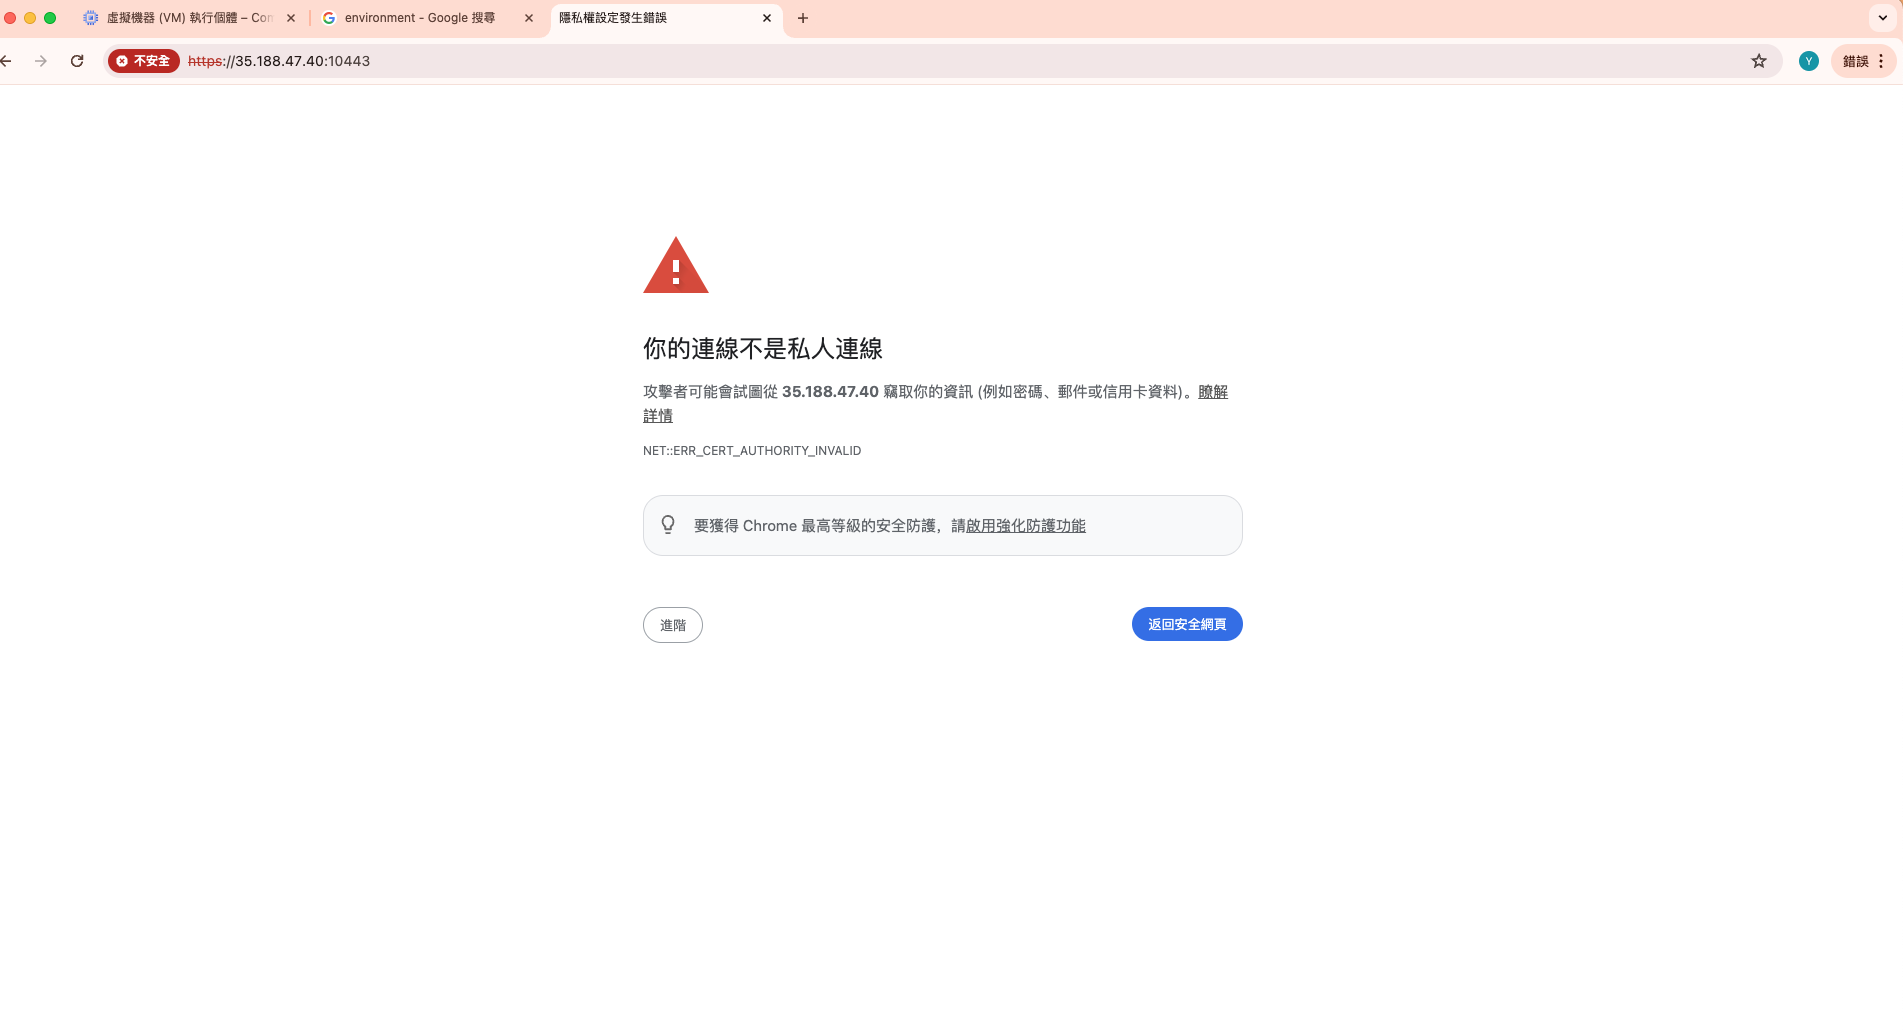 虛擬機器 (VM) 執行個體 – Con
environment - Google 搜尋
隱私權設定發生錯誤
不安全
https://35.188.47.40:10443
Y
錯誤
你的連線不是私人連線
攻擊者可能會試圖從 35.188.47.40 竊取你的資訊 (例如密碼、郵件或信用卡資料)。瞭解
詳情
NET::ERR_CERT_AUTHORITY_INVALID
要獲得 Chrome 最高等級的安全防護，請啟用強化防護功能
進階
返回安全網頁